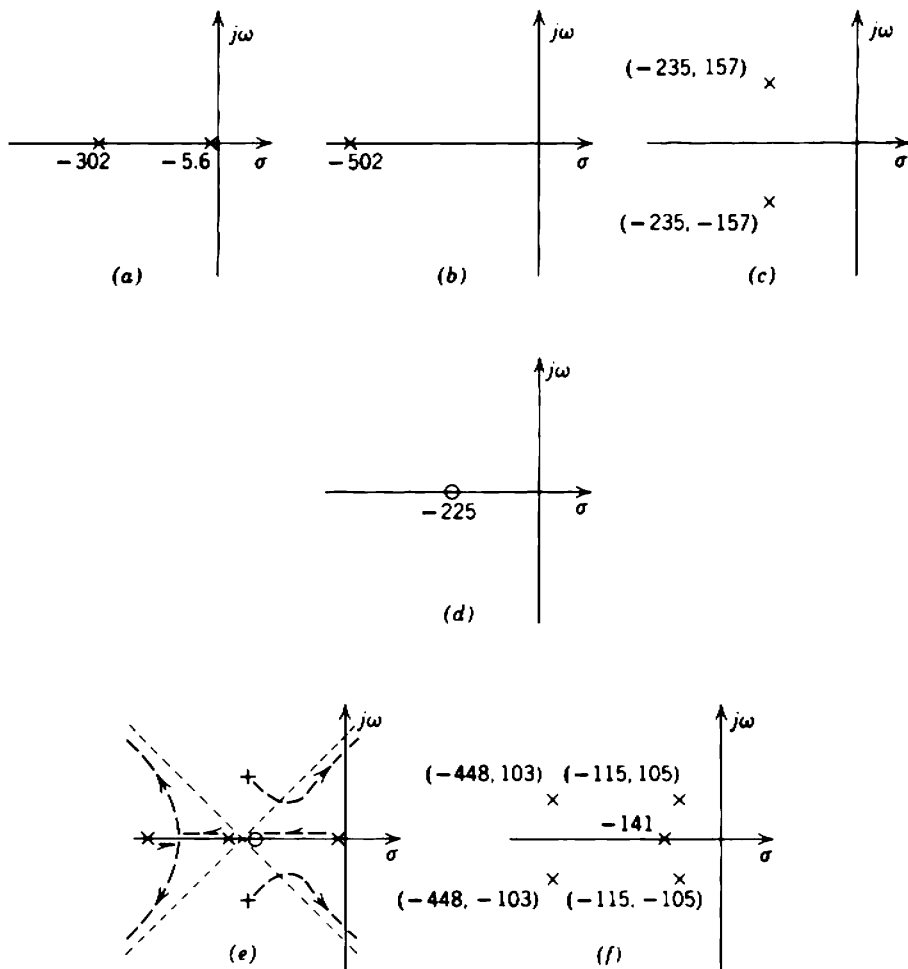 jω
σ
-302
-5.6
(a)
jω
σ
-502
(b)
(-235, 157)
jω
σ
(-235, -157)
(c)
jω
σ
-225
(d)
jω
σ
(e)
jω
(-448, 103) (-115, 105)
-141
σ
(-448, -103) (-115, -105)
(f)